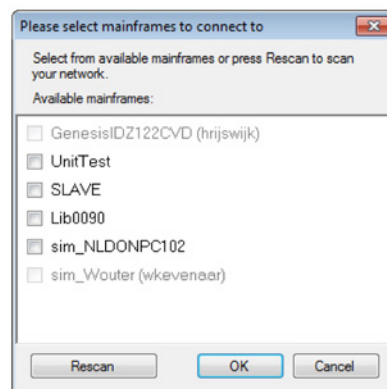 Please select mainframes to connect to
Select from available mainframes or press Rescan to scan
your network.
Available mainframes:
GenesisIDZ122CVD (hrijswijk)
UnitTest
SLAVE
Lib0090
sim_NLDONPC102
sim_Wouter (wkevenaar)
Rescan OK Cancel